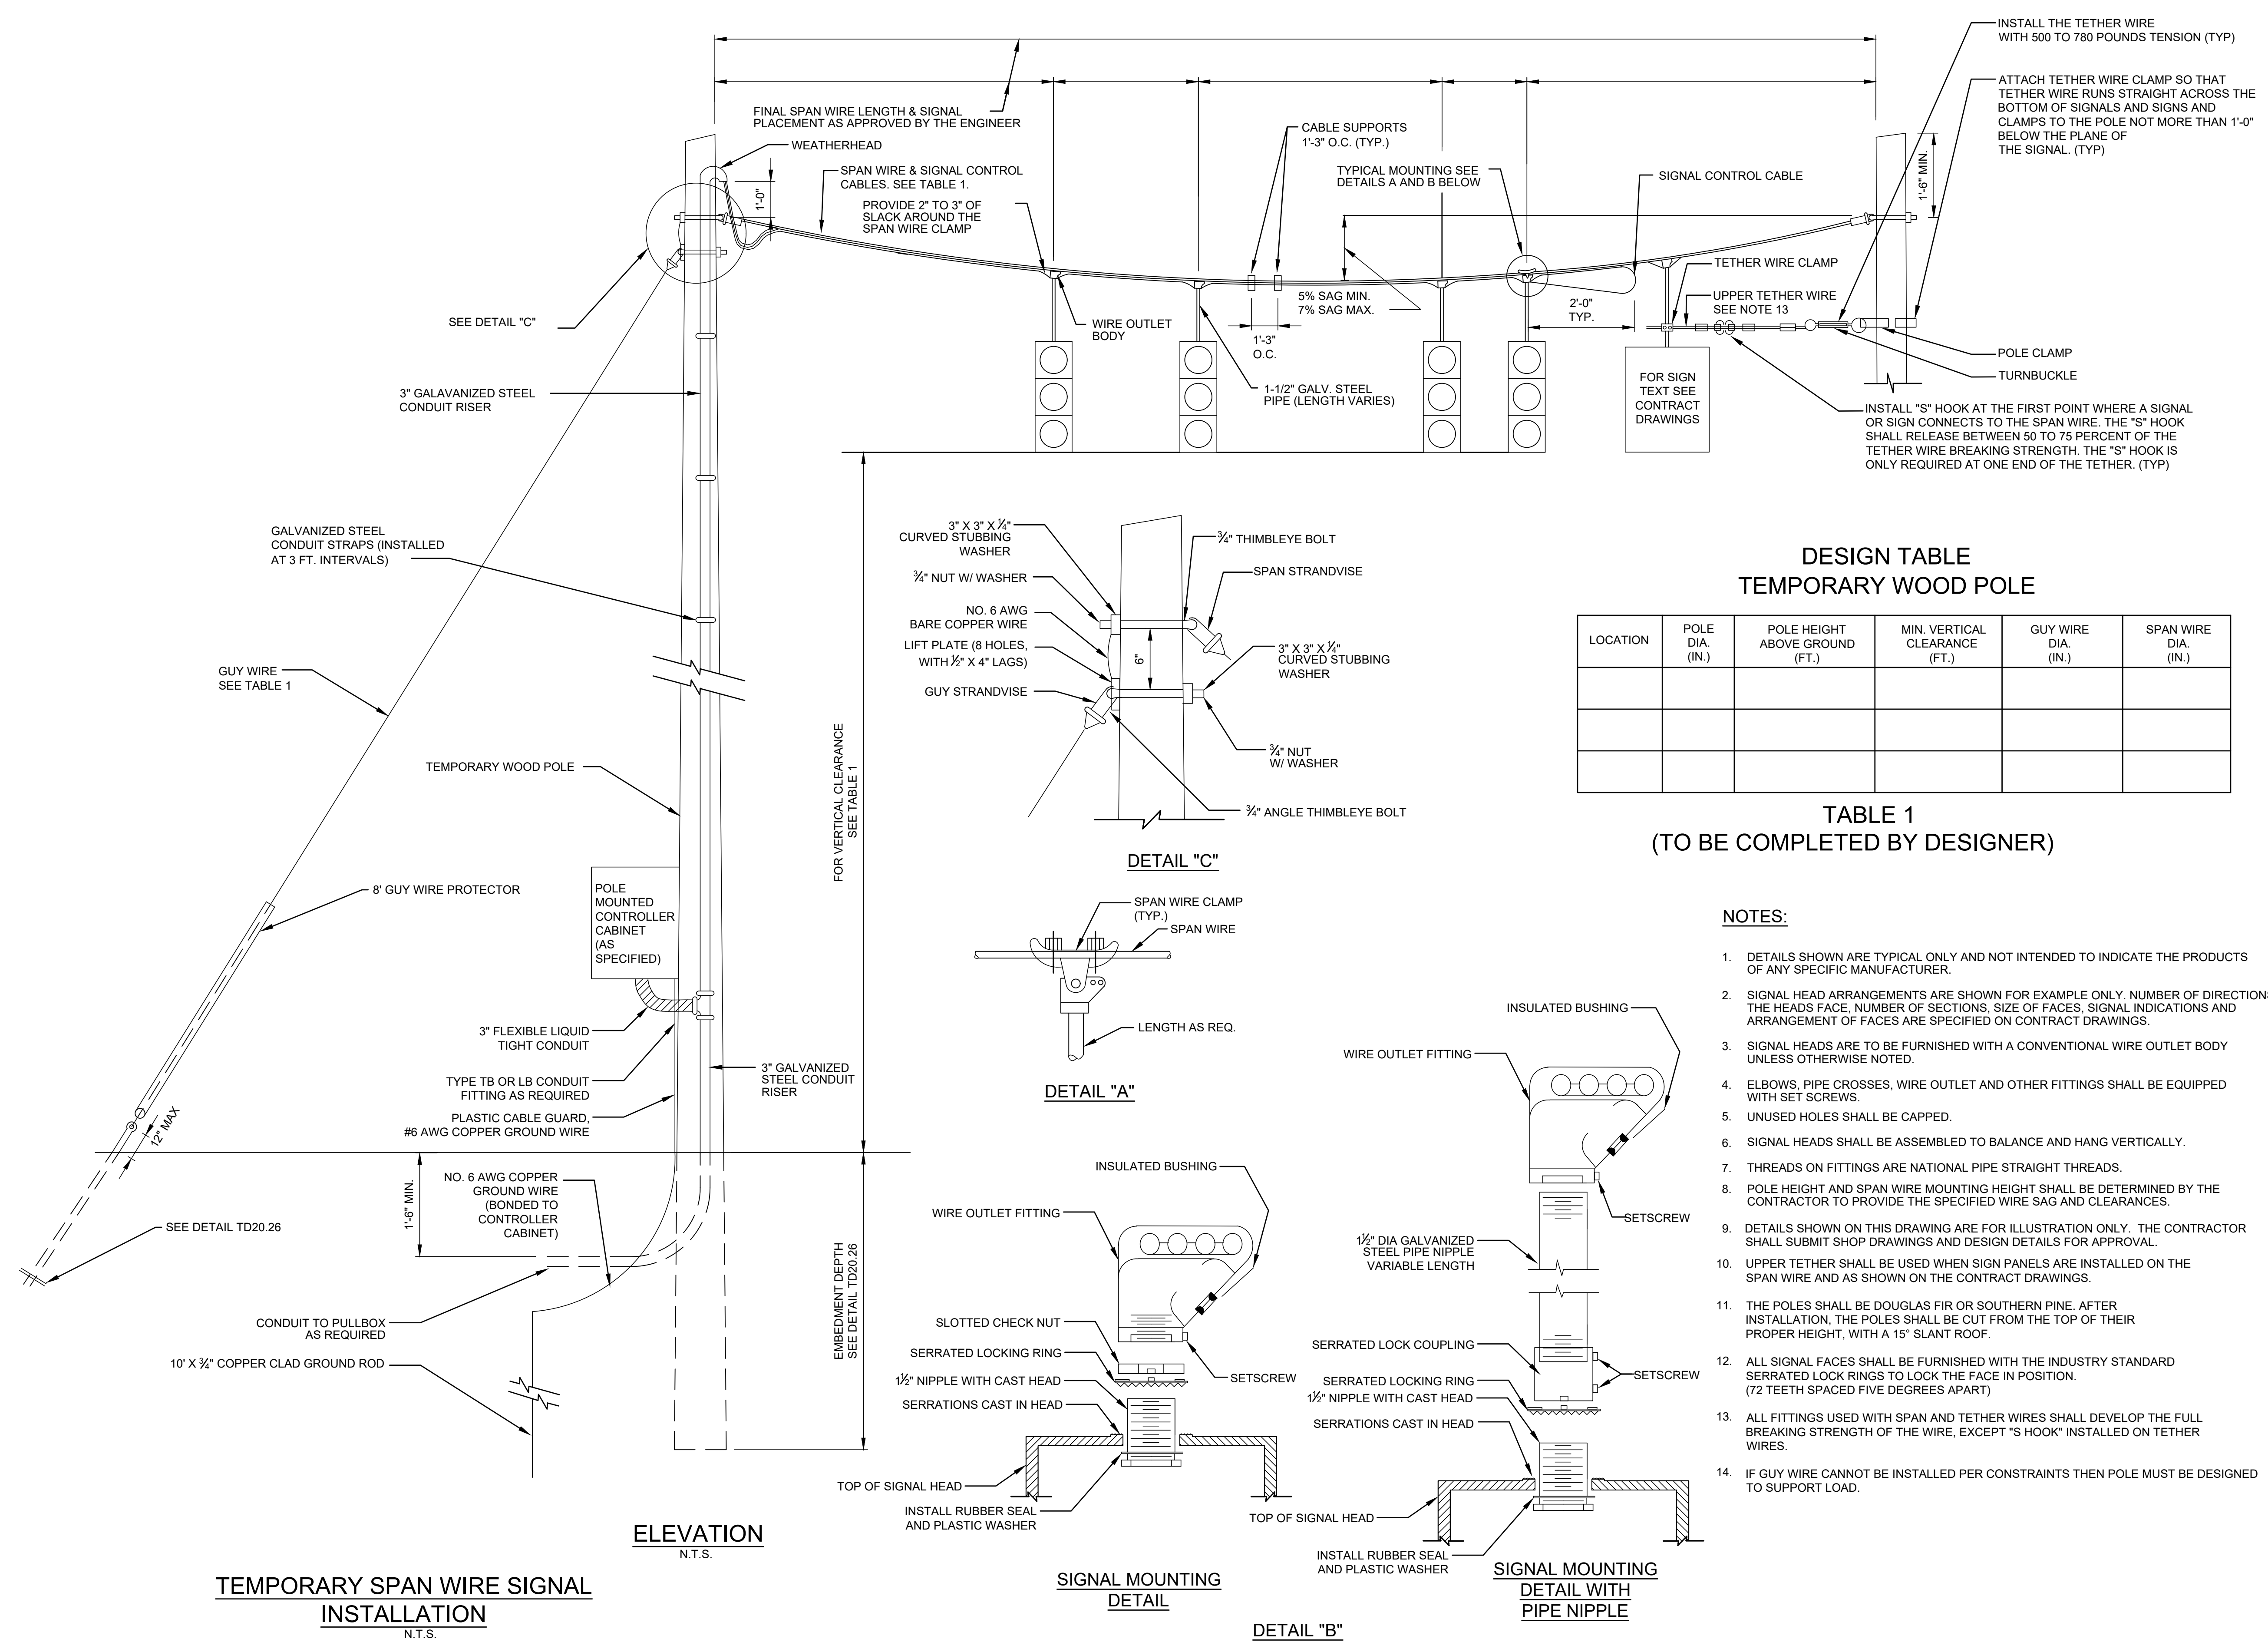 INSTALL THE TETHER WIRE
WITH 500 TO 780 POUNDS TENSION (TYP)
ATTACH TETHER WIRE CLAMP SO THAT
TETHER WIRE RUNS STRAIGHT ACROSS THE
BOTTOM OF SIGNALS AND SIGNS AND
CLAMPS TO THE POLE NOT MORE THAN 1'-0"
BELOW THE PLANE OF
THE SIGNAL. (TYP)
FINAL SPAN WIRE LENGTH & SIGNAL
PLACEMENT AS APPROVED BY THE ENGINEER
WEATHERHEAD
SPAN WIRE & SIGNAL CONTROL
CABLES. SEE TABLE 1.
PROVIDE 2" TO 3" OF
SLACK AROUND THE
SPAN WIRE CLAMP
1'-0"
CABLE SUPPORTS
1'-3" O.C. (TYP.)
TYPICAL MOUNTING SEE
DETAILS A AND B BELOW
SIGNAL CONTROL CABLE
1'-6" MIN.
TETHER WIRE CLAMP
UPPER TETHER WIRE
SEE NOTE 13
5% SAG MIN.
7% SAG MAX.
2'-0"
TYP.
SEE DETAIL "C"
WIRE OUTLET
BODY
1'-3"
O.C.
POLE CLAMP
TURNBUCKLE
3" GALAVANIZED STEEL
CONDUIT RISER
1-1/2" GALV. STEEL
PIPE (LENGTH VARIES)
FOR SIGN
TEXT SEE
CONTRACT
DRAWINGS
INSTALL "S" HOOK AT THE FIRST POINT WHERE A SIGNAL
OR SIGN CONNECTS TO THE SPAN WIRE. THE "S" HOOK
SHALL RELEASE BETWEEN 50 TO 75 PERCENT OF THE
TETHER WIRE BREAKING STRENGTH. THE "S" HOOK IS
ONLY REQUIRED AT ONE END OF THE TETHER. (TYP)
GALVANIZED STEEL
CONDUIT STRAPS (INSTALLED
AT 3 FT. INTERVALS)
GUY WIRE
SEE TABLE 1
TEMPORARY WOOD POLE
8' GUY WIRE PROTECTOR
POLE
MOUNTED
CONTROLLER
CABINET
(AS
SPECIFIED)
3" FLEXIBLE LIQUID
TIGHT CONDUIT
TYPE TB OR LB CONDUIT
FITTING AS REQUIRED
PLASTIC CABLE GUARD,
#6 AWG COPPER GROUND WIRE
3" GALVANIZED
STEEL CONDUIT
RISER
12" MAX
1'-6" MIN.
NO. 6 AWG COPPER
GROUND WIRE
(BONDED TO
CONTROLLER
CABINET)
SEE DETAIL TD20.26
CONDUIT TO PULLBOX
AS REQUIRED
10' X ¾" COPPER CLAD GROUND ROD
FOR VERTICAL CLEARANCE
SEE TABLE 1
EMBEDMENT DEPTH
SEE DETAIL TD20.26
ELEVATION
N.T.S.
TEMPORARY SPAN WIRE SIGNAL
INSTALLATION
N.T.S.
3" X 3" X ¼"
CURVED STUBBING
WASHER
¾" NUT W/ WASHER
NO. 6 AWG
BARE COPPER WIRE
LIFT PLATE (8 HOLES,
WITH ½" X 4" LAGS)
GUY STRANDVISE
¾" THIMBLEYE BOLT
SPAN STRANDVISE
6"
3" X 3" X ¼"
CURVED STUBBING
WASHER
¾" NUT
W/ WASHER
¾" ANGLE THIMBLEYE BOLT
DETAIL "C"
SPAN WIRE CLAMP
(TYP.)
SPAN WIRE
LENGTH AS REQ.
DETAIL "A"
INSULATED BUSHING
WIRE OUTLET FITTING
SLOTTED CHECK NUT
SERRATED LOCKING RING
1½" NIPPLE WITH CAST HEAD
SERRATIONS CAST IN HEAD
SETSCREW
TOP OF SIGNAL HEAD
INSTALL RUBBER SEAL
AND PLASTIC WASHER
SIGNAL MOUNTING
DETAIL
INSULATED BUSHING
WIRE OUTLET FITTING
SETSCREW
1½" DIA GALVANIZED
STEEL PIPE NIPPLE
VARIABLE LENGTH
SERRATED LOCK COUPLING
SETSCREW
SERRATED LOCKING RING
1½" NIPPLE WITH CAST HEAD
SERRATIONS CAST IN HEAD
TOP OF SIGNAL HEAD
INSTALL RUBBER SEAL
AND PLASTIC WASHER
SIGNAL MOUNTING
DETAIL WITH
PIPE NIPPLE
DETAIL "B"
DESIGN TABLE
TEMPORARY WOOD POLE
LOCATION
POLE
DIA.
(IN.)
POLE HEIGHT
ABOVE GROUND
(FT.)
MIN. VERTICAL
CLEARANCE
(FT.)
GUY WIRE
DIA.
(IN.)
SPAN WIRE
DIA.
(IN.)
TABLE 1
(TO BE COMPLETED BY DESIGNER)
NOTES:
1. DETAILS SHOWN ARE TYPICAL ONLY AND NOT INTENDED TO INDICATE THE PRODUCTS
OF ANY SPECIFIC MANUFACTURER.
2. SIGNAL HEAD ARRANGEMENTS ARE SHOWN FOR EXAMPLE ONLY. NUMBER OF DIRECTIONS
THE HEADS FACE, NUMBER OF SECTIONS, SIZE OF FACES, SIGNAL INDICATIONS AND
ARRANGEMENT OF FACES ARE SPECIFIED ON CONTRACT DRAWINGS.
3. SIGNAL HEADS ARE TO BE FURNISHED WITH A CONVENTIONAL WIRE OUTLET BODY
UNLESS OTHERWISE NOTED.
4. ELBOWS, PIPE CROSSES, WIRE OUTLET AND OTHER FITTINGS SHALL BE EQUIPPED
WITH SET SCREWS.
5. UNUSED HOLES SHALL BE CAPPED.
6. SIGNAL HEADS SHALL BE ASSEMBLED TO BALANCE AND HANG VERTICALLY.
7. THREADS ON FITTINGS ARE NATIONAL PIPE STRAIGHT THREADS.
8. POLE HEIGHT AND SPAN WIRE MOUNTING HEIGHT SHALL BE DETERMINED BY THE
CONTRACTOR TO PROVIDE THE SPECIFIED WIRE SAG AND CLEARANCES.
9. DETAILS SHOWN ON THIS DRAWING ARE FOR ILLUSTRATION ONLY. THE CONTRACTOR
SHALL SUBMIT SHOP DRAWINGS AND DESIGN DETAILS FOR APPROVAL.
10. UPPER TETHER SHALL BE USED WHEN SIGN PANELS ARE INSTALLED ON THE
SPAN WIRE AND AS SHOWN ON THE CONTRACT DRAWINGS.
11. THE POLES SHALL BE DOUGLAS FIR OR SOUTHERN PINE. AFTER
INSTALLATION, THE POLES SHALL BE CUT FROM THE TOP OF THEIR
PROPER HEIGHT, WITH A 15° SLANT ROOF.
12. ALL SIGNAL FACES SHALL BE FURNISHED WITH THE INDUSTRY STANDARD
SERRATED LOCK RINGS TO LOCK THE FACE IN POSITION.
(72 TEETH SPACED FIVE DEGREES APART)
13. ALL FITTINGS USED WITH SPAN AND TETHER WIRES SHALL DEVELOP THE FULL
BREAKING STRENGTH OF THE WIRE, EXCEPT "S HOOK" INSTALLED ON TETHER
WIRES.
14. IF GUY WIRE CANNOT BE INSTALLED PER CONSTRAINTS THEN POLE MUST BE DESIGNED
TO SUPPORT LOAD.